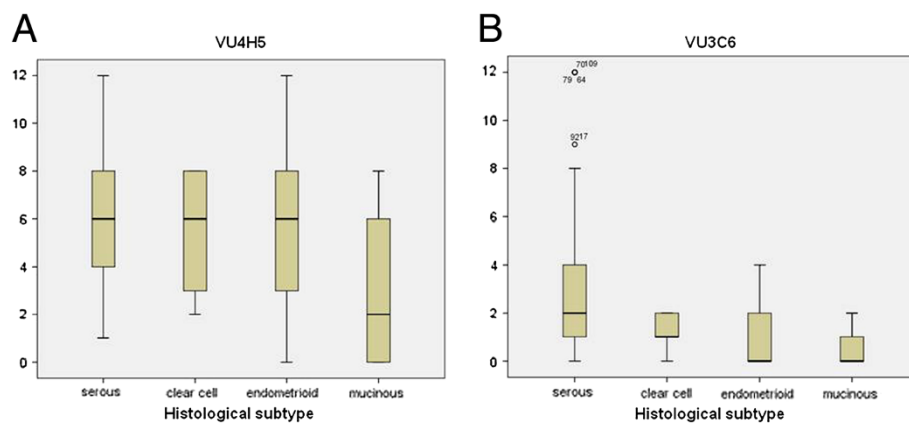 A
VU4H5
12
10
8
6
4
2
0
serous clear cell endometrioid mucinous
Histological subtype
B
VU3C6
70109
79 64
9217
12
10
8
6
4
2
0
serous clear cell endometrioid mucinous
Histological subtype